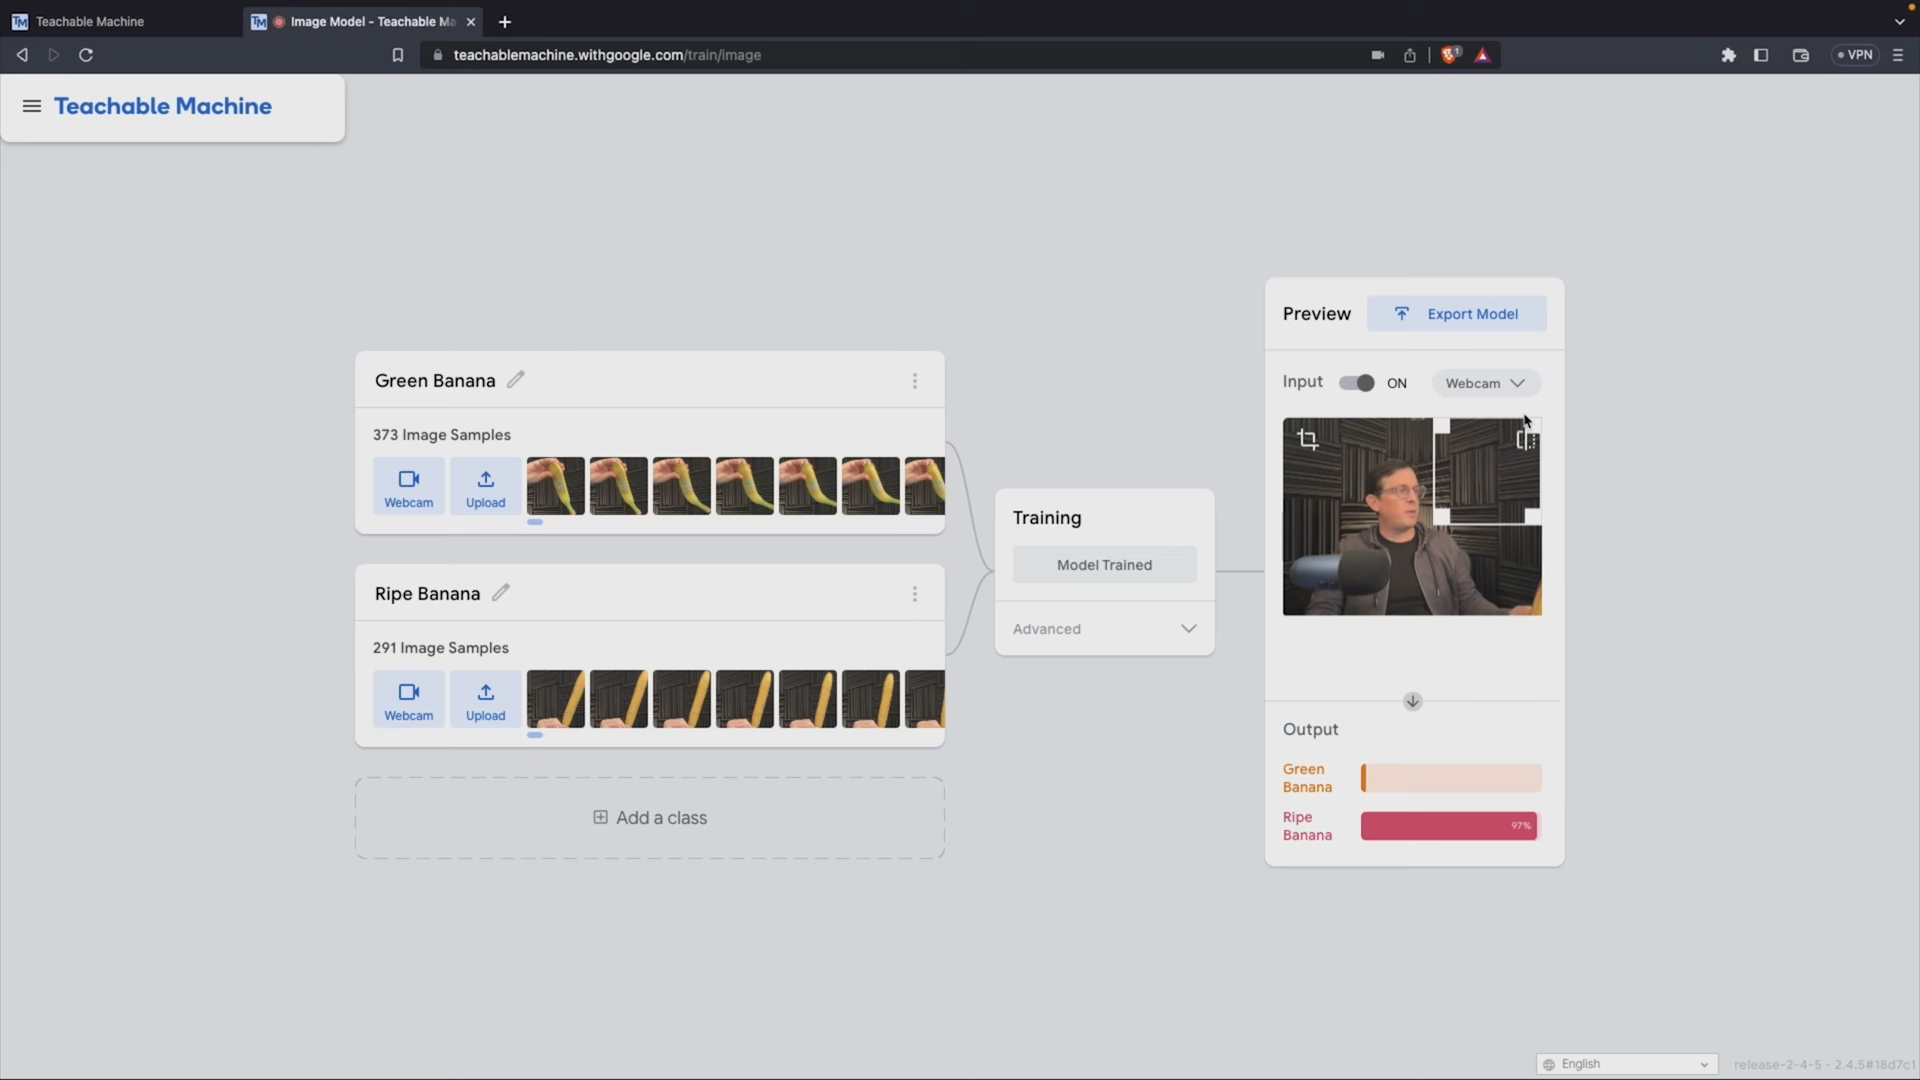 Teachable Machine
Image Model - Teachable Ma
teachablemachine.withgoogle.com/train/image
1
VPN
Teachable Machine
Green Banana
373 Image Samples
Webcam
Upload
Ripe Banana
291 Image Samples
Webcam
Upload
Add a class
Training
Model Trained
Advanced
Preview
Export Model
Input
ON
Webcam
Output
Green
Banana
Ripe
Banana
97%
English
release-2-4-5 - 2.4.5#18d7c1